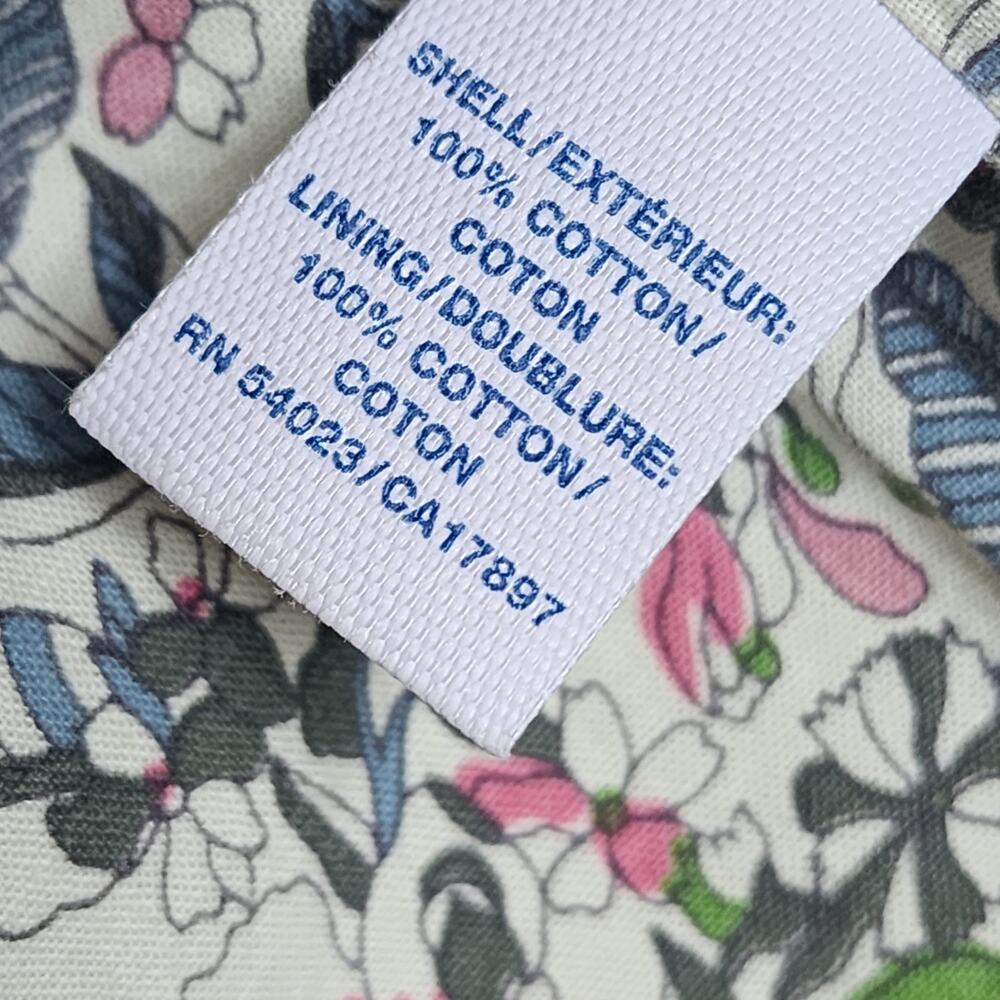 SHELL/EXTÉRIEUR:
100% COTTON/
COTON
LINING/DOUBLURE:
100% COTTON/
COTON
RN 54023/CA17897